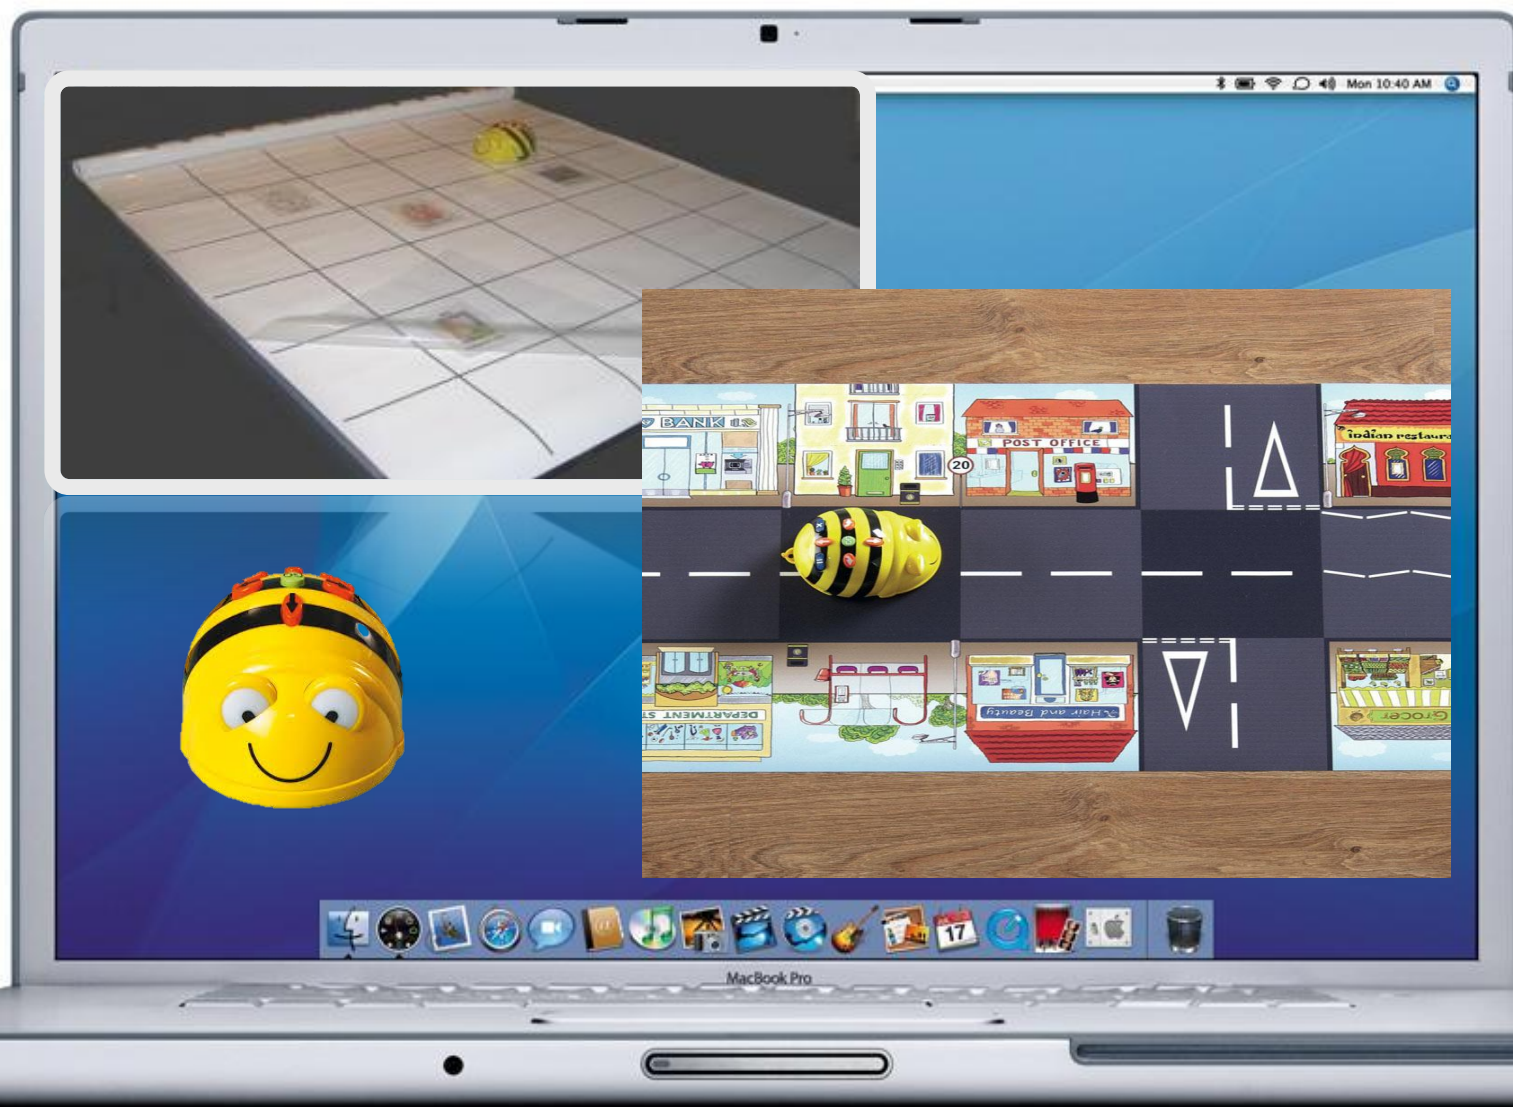 Mon 10:40 AM
BANK
POST OFFICE
20
indian restaura
DEPARTMENT ST
Hair and Beauty
Grocer
17
MacBook Pro